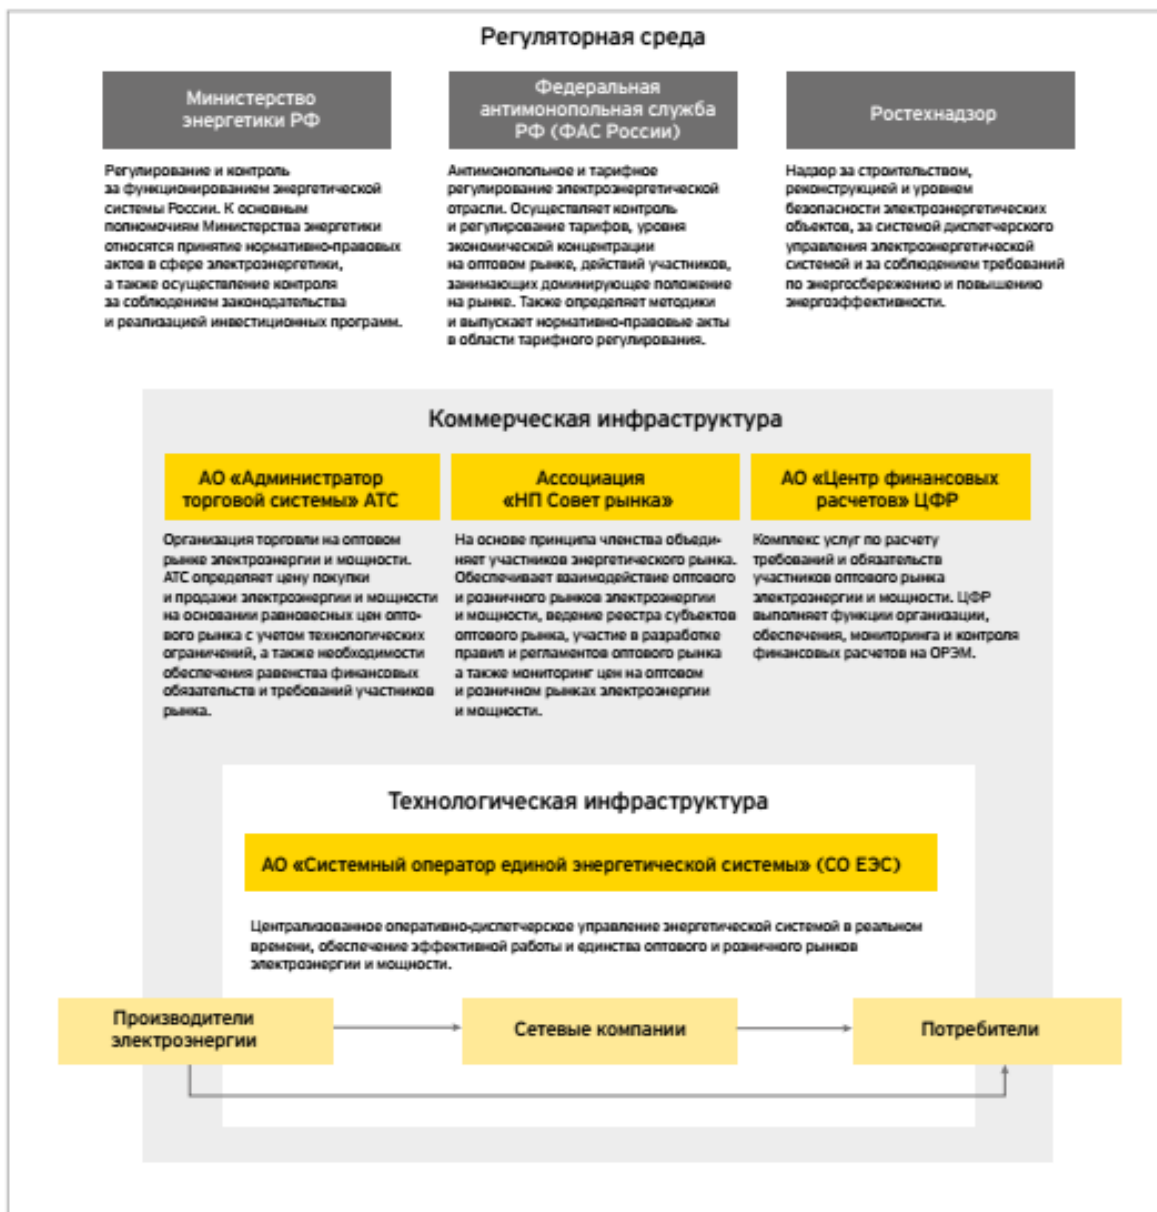 Регуляторная среда
Министерство
энергетики РФ
Регулирование и контроль
за функционированием энергетической
системы России. К основным
полномочиям Министерства энергетики
относятся принятие нормативно-правовых
актов в сфере электроэнергетики,
а также осуществление контроля
за соблюдением законодательства
и реализацией инвестиционных программ.
Федеральная
антимонопольная служба
РФ (ФАС России)
Антимонопольное и тарифное
регулирование электроэнергетической
отрасли. Осуществляет контроль
и регулирование тарифов, уровня
экономической концентрации
на оптовом рынке, действий участников,
занимающих доминирующее положение
на рынке. Также определяет методики
и выпускает нормативно-правовые акты
в области тарифного регулирования.
Ростехнадзор
Надзор за строительством,
реконструкцией и уровнем
безопасности электроэнергетических
объектов, за системой диспетчерского
управления электроэнергетической
системой и за соблюдением требований
по энергосбережению и повышению
энергоэффективности.
Коммерческая инфраструктура
АО «Администратор
торговой системы» АТС
Организация торговли на оптовом
рынке электроэнергии и мощности.
АТС определяет цену покупки
и продажи электроэнергии и мощности
на основании равновесных цен опто-
вого рынка с учетом технологических
ограничений, а также необходимости
обеспечения равенства финансовых
обязательств и требований участников
рынка.
Ассоциация
«НП Совет рынка»
На основе принципа членства объеди-
няет участников энергетического рынка.
Обеспечивает взаимодействие оптового
и розничного рынков электроэнергии
и мощности, ведение реестра субъектов
оптового рынка, участие в разработке
правил и регламентов оптового рынка
а также мониторинг цен на оптовом
и розничном рынках электроэнергии
и мощности.
АО «Центр финансовых
расчетов» ЦФР
Комплекс услуг по расчету
требований и обязательств
участников оптового рынка
электроэнергии и мощности. ЦФР
выполняет функции организации,
обеспечения, мониторинга и контроля
финансовых расчетов на ОРЭМ.
Технологическая инфраструктура
АО «Системный оператор единой энергетической системы» (СО ЕЭС)
Централизованное оперативно-диспетчерское управление энергетической системой в реальном
времени, обеспечение эффективной работы и единства оптового и розничного рынков
электроэнергии и мощности.
Производители
электроэнергии
Сетевые компании
Потребители